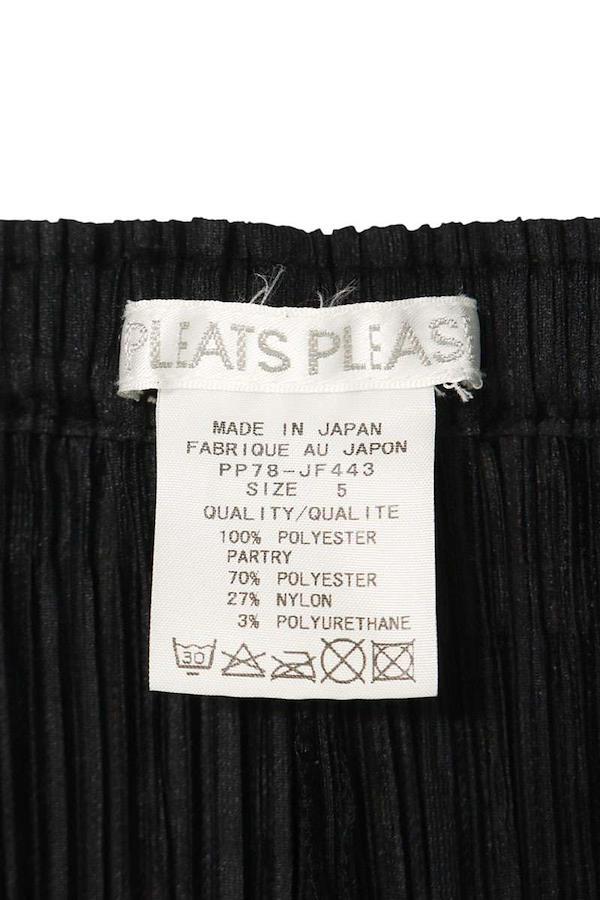 PLEATS PLEAS
MADE IN JAPAN
FABRIQUE AU JAPON
PP78-JF443
SIZE 5
QUALITY/QUALITE
100% POLYESTER
PARTRY
70% POLYESTER
27% NYLON
3% POLYURETHANE
30